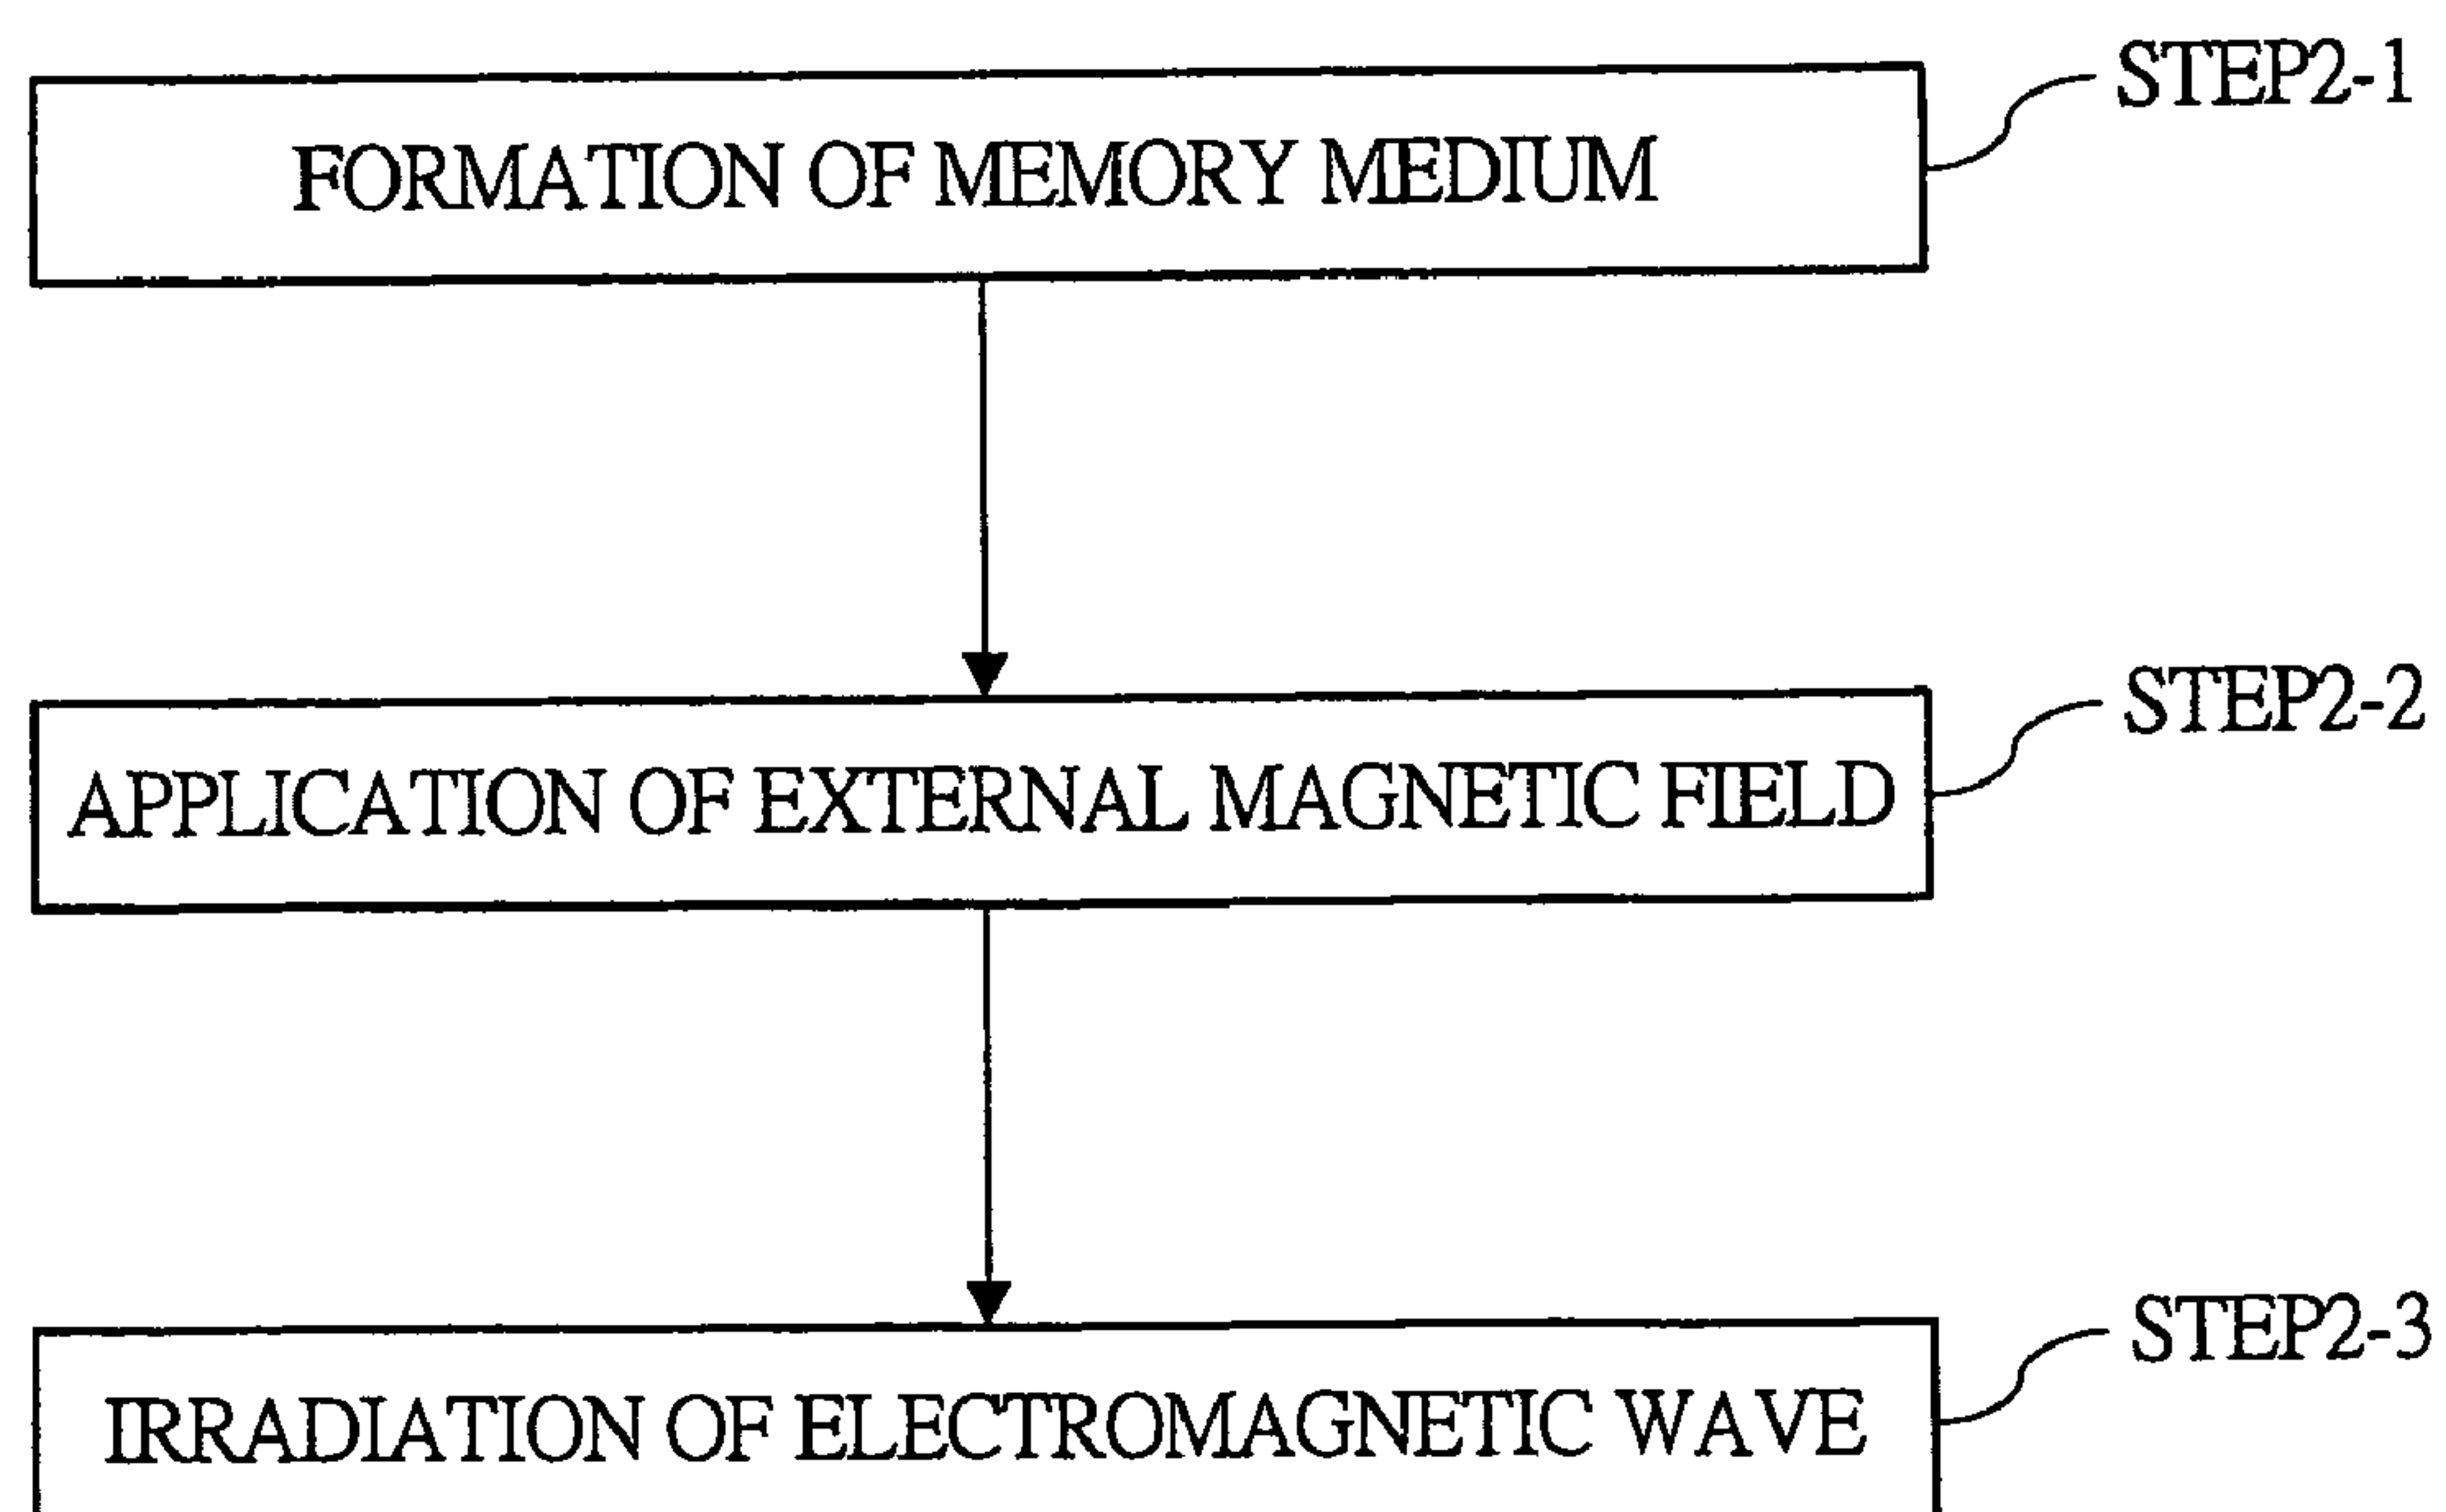 STEP2-1
FORMATION OF MEMORY MEDIUM
STEP2-2
APPLICATION OF EXTERNAL MAGNETIC FIELD
STEP2-3
IRRADIATION OF ELECTROMAGNETIC WAVE